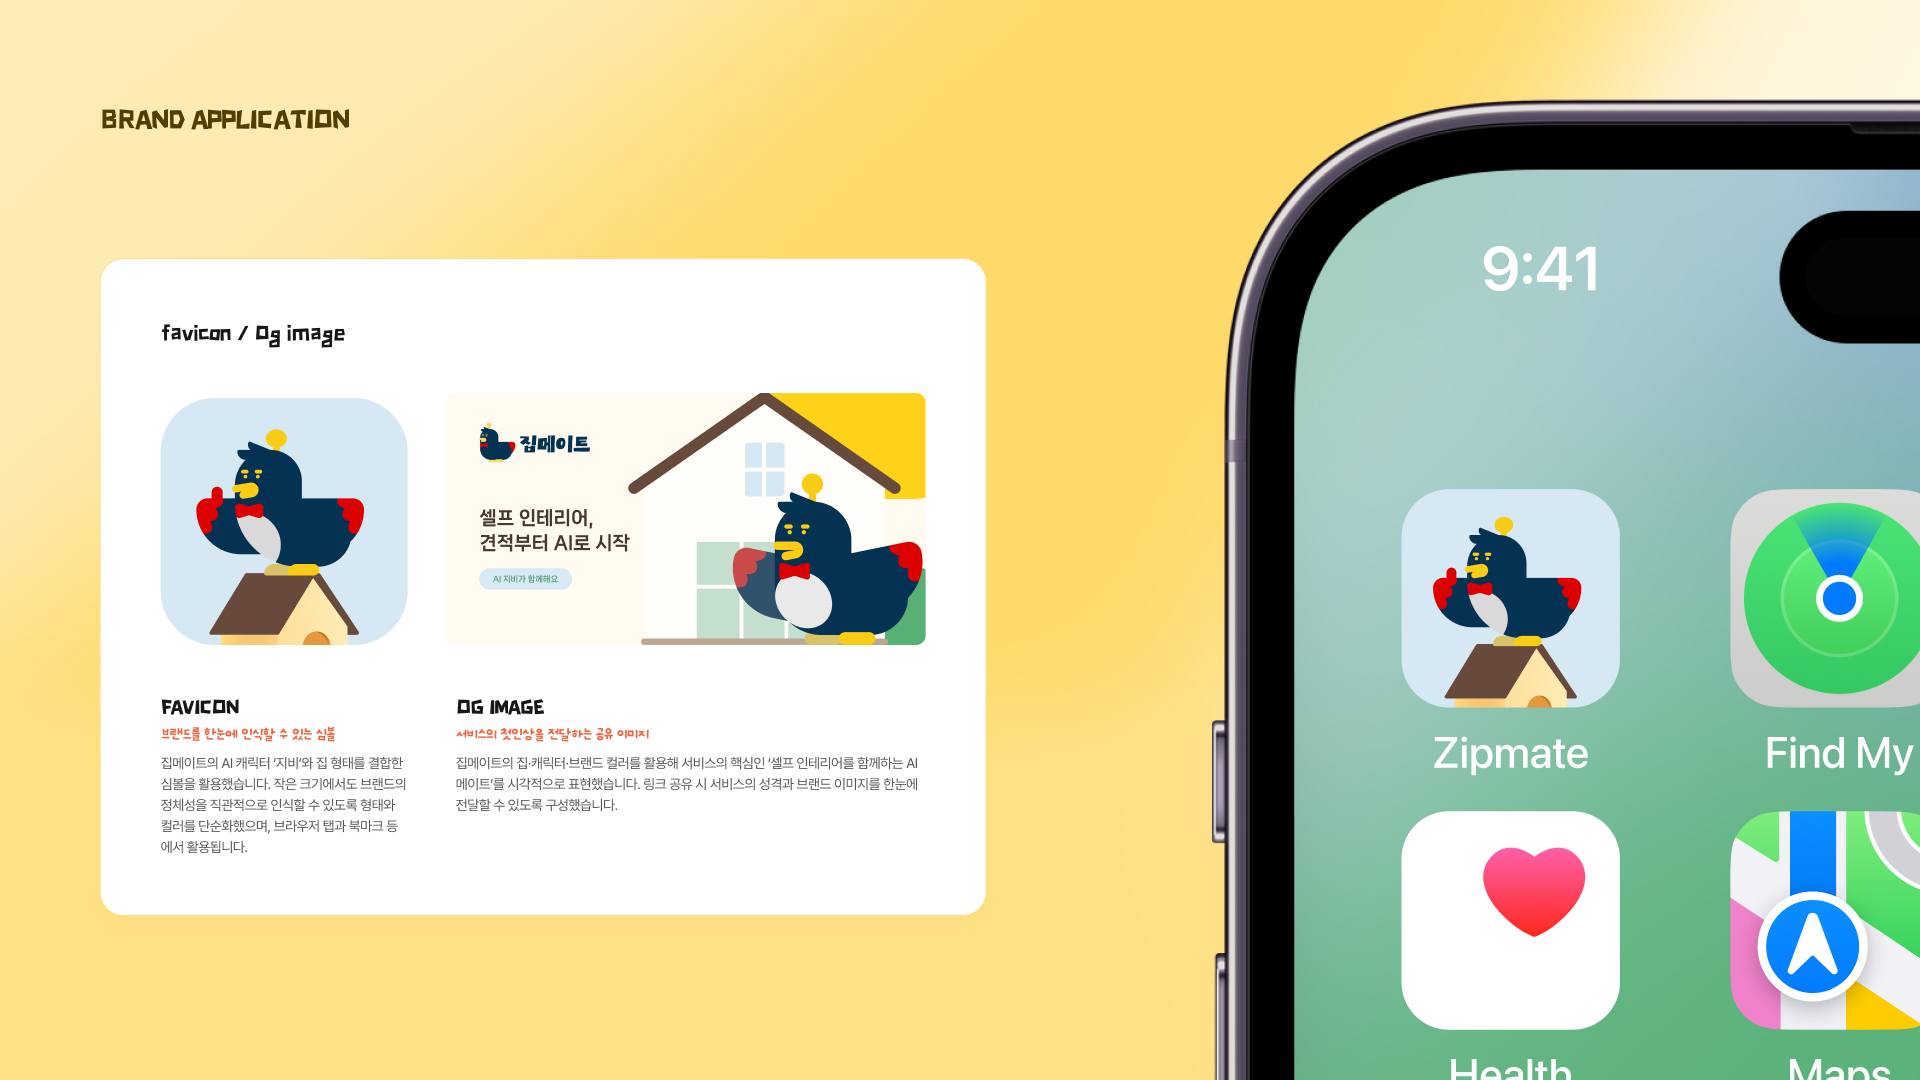 BRAND APPLICATION
favicon / Og image
집메이트
셀프 인테리어,
견적부터 AI로 시작
AI 지비가 함께해요
FAVICON
브랜드를 한눈에 인식할 수 있는 심볼
집메이트의 AI 캐릭터 ‘지비’와 집 형태를 결합한
심볼을 활용했습니다. 작은 크기에서도 브랜드의
정체성을 직관적으로 인식할 수 있도록 형태와
컬러를 단순화했으며, 브라우저 탭과 북마크 등
에서 활용됩니다.
OG IMAGE
서비스의 첫인상을 전달하는 공유 이미지
집메이트의 집·캐릭터·브랜드 컬러를 활용해 서비스의 핵심인 ‘셀프 인테리어를 함께하는 AI
메이트’를 시각적으로 표현했습니다. 링크 공유 시 서비스의 성격과 브랜드 이미지를 한눈에
전달할 수 있도록 구성했습니다.
9:41
Zipmate
Find My
Health
Maps